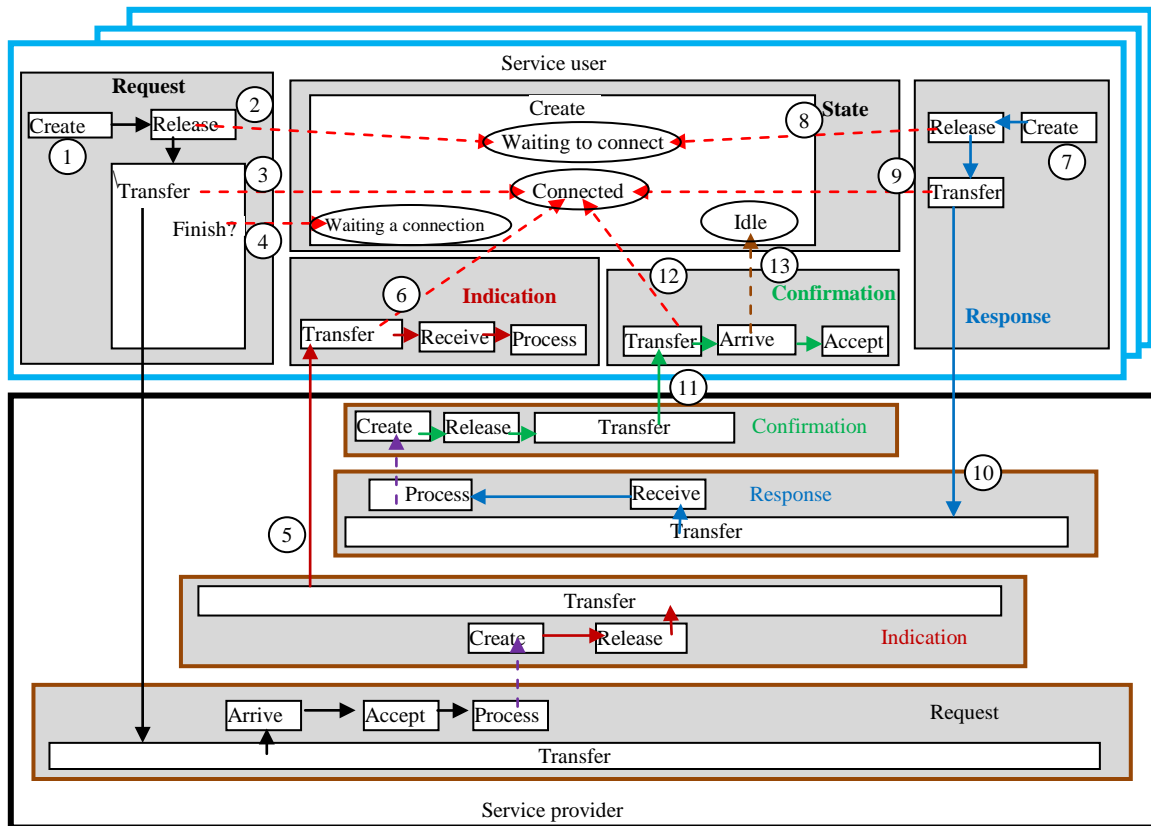 Service user
Request
Create
Release
2
1
Transfer
3
Finish?
4
Create
State
8
Waiting to connect
Connected
Waiting a connection
Idle
Release
Create
7
9
Transfer
Response
6
Indication
Transfer
Receive
Process
12
13
Confirmation
Transfer
Arrive
Accept
11
Create
Release
Transfer
Confirmation
10
Process
Receive
Response
Transfer
5
Transfer
Create
Release
Indication
Arrive
Accept
Process
Request
Transfer
Service provider